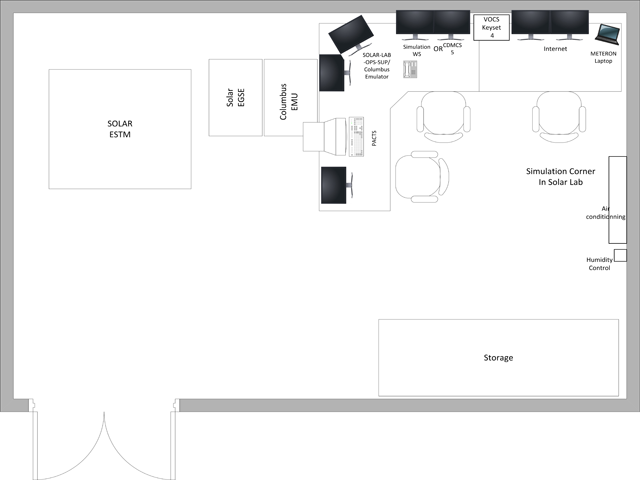 SOLAR
ESTM
Solar
EGSE
Columbus
EMU
SOLAR-LAB
-OPS-SUP/
Columbus
Emulator
Simulation
WS
OR
CDMCS
5
VOCS
Keyset
4
Internet
METERON
Laptop
PACTS
Simulation Corner
In Solar Lab
Air
conditionning
Humidity
Control
Storage